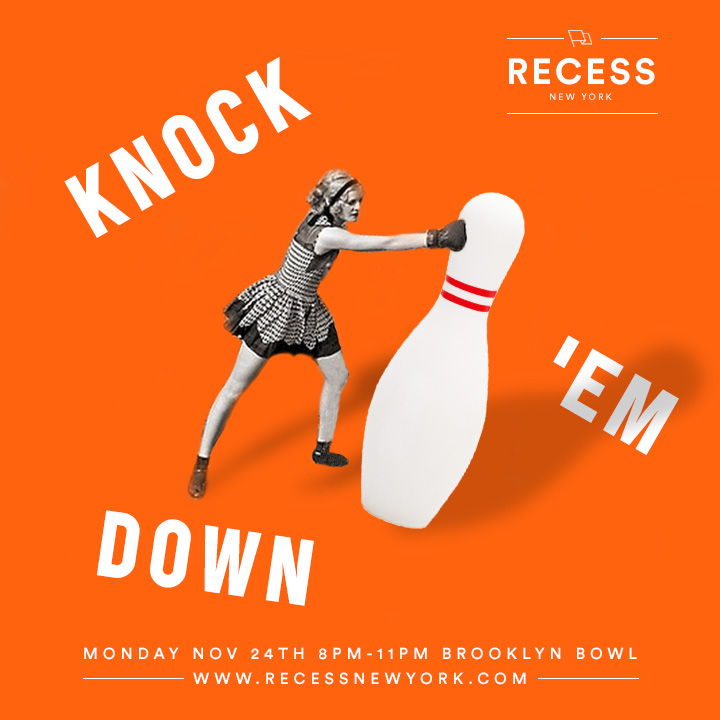 RECESS
NEW YORK
KNOCK
'EM
DOWN
MONDAY NOV 24TH 8PM-11PM BROOKLYN BOWL
WWW.RECESSNEWYORK.COM